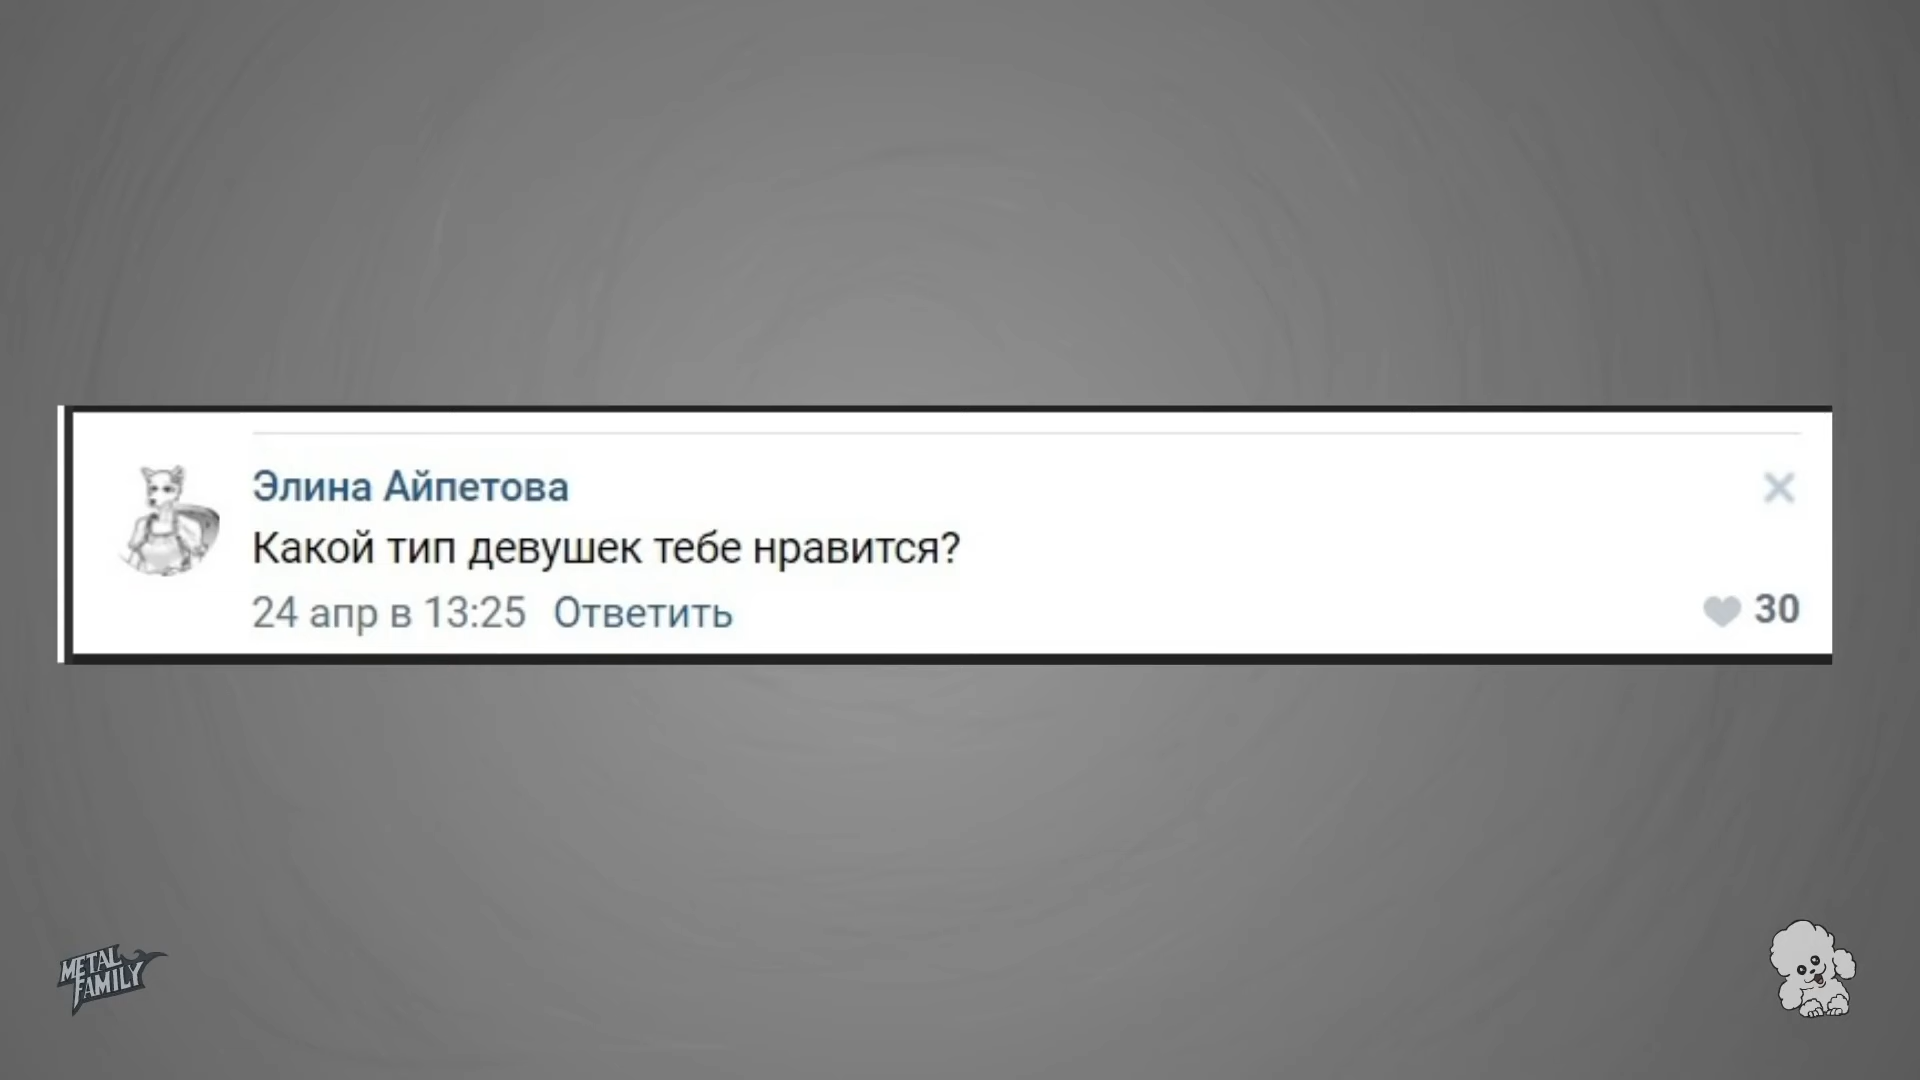 Элина Айпетова
Какой тип девушек тебе нравится?
24 апр в 13:25 Ответить
30
METAL
FAMILY